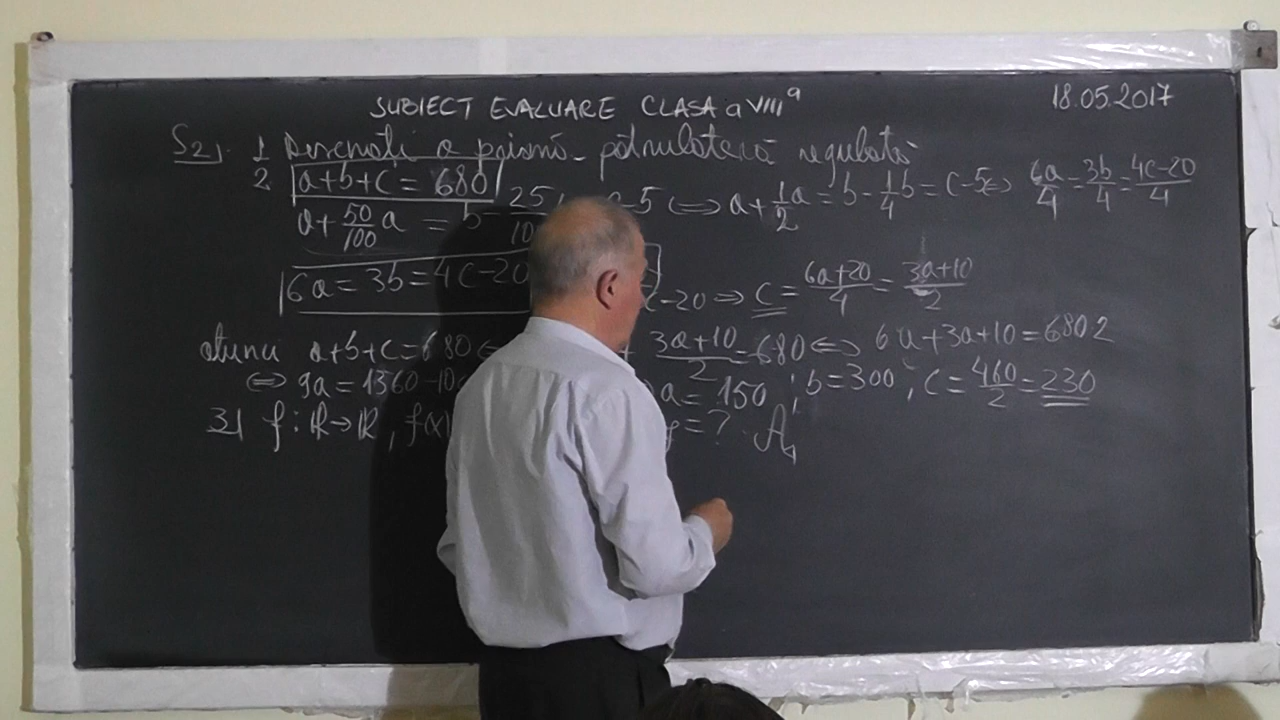 SUBIECT EVALUARE CLASA a VIII a
18.05.2017
S2). 1 Desenați o prismă patrulateră regulată
2 a+b+c = 680
a + 50/100 a = b - 25/10 c-5 ⇔ a + 1/2 a = b - 1/4 b = c-5 ⇔ 6a/4 = 3b/4 = 4c-20/4
6a = 3b = 4c-20
c-20 ⇒ c = 6a+20/4 = 3a+10/2
atunci a+b+c = 680 ⇔ + 3a+10/2 = 680 ⇔ 6a+3a+10 = 680 2
⇔ 9a = 1360-10 a = 150 ; b = 300 ; c = 460/2 = 230
3) f: R→R, f(x) = ? A